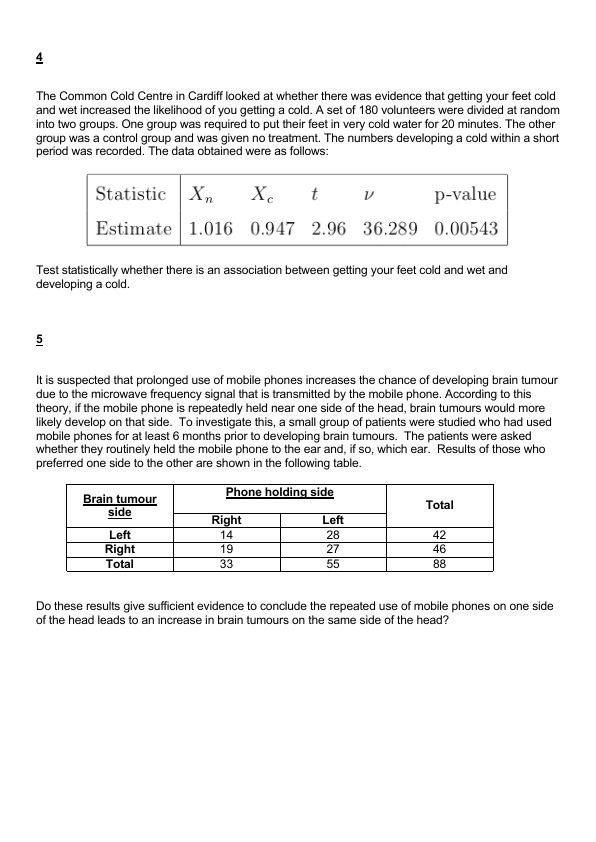 4
The Common Cold Centre in Cardiff looked at whether there was evidence that getting your feet cold
and wet increased the likelihood of you getting a cold. A set of 180 volunteers were divided at random
into two groups. One group was required to put their feet in very cold water for 20 minutes. The other
group was a control group and was given no treatment. The numbers developing a cold within a short
period was recorded. The data obtained were as follows:
Statistic Xn Xc t ν p-value
Estimate 1.016 0.947 2.96 36.289 0.00543
Test statistically whether there is an association between getting your feet cold and wet and
developing a cold.
5
It is suspected that prolonged use of mobile phones increases the chance of developing brain tumour
due to the microwave frequency signal that is transmitted by the mobile phone. According to this
theory, if the mobile phone is repeatedly held near one side of the head, brain tumours would more
likely develop on that side. To investigate this, a small group of patients were studied who had used
mobile phones for at least 6 months prior to developing brain tumours. The patients were asked
whether they routinely held the mobile phone to the ear and, if so, which ear. Results of those who
preferred one side to the other are shown in the following table.
Brain tumour
side
Phone holding side
Total
Right Left
Left 14 28 42
Right 19 27 46
Total 33 55 88
Do these results give sufficient evidence to conclude the repeated use of mobile phones on one side
of the head leads to an increase in brain tumours on the same side of the head?